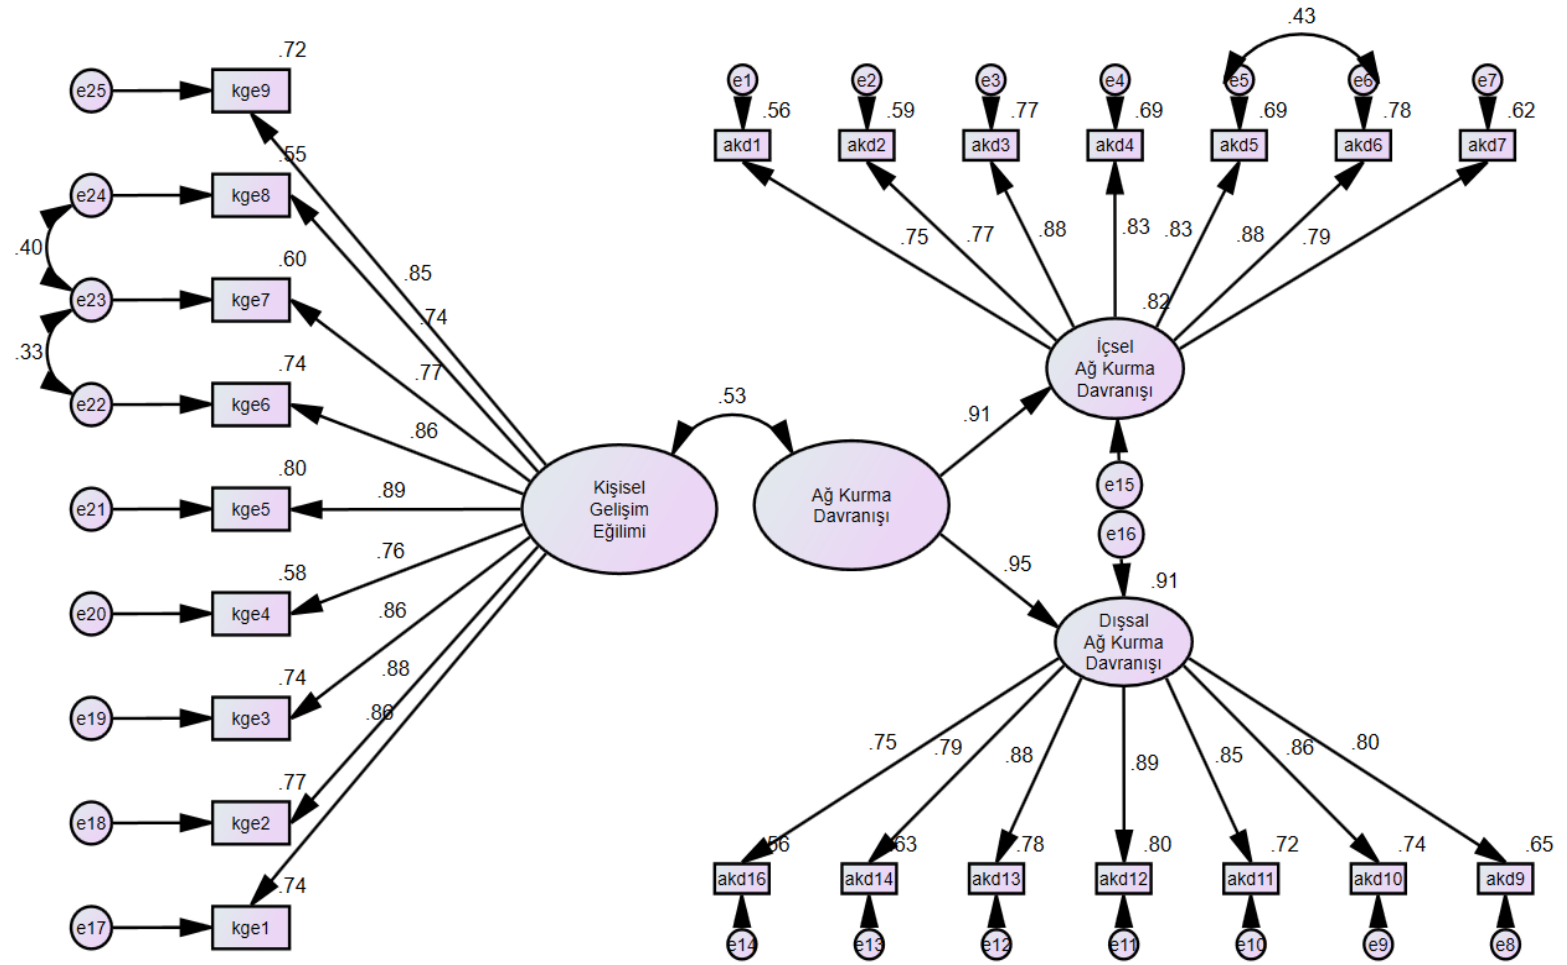 .43
.72
e25
kge9
e1
e2
e3
e4
e5
e6
e7
.56
.59
.77
.69
.69
.78
.62
akd1
akd2
akd3
akd4
akd5
akd6
akd7
.55
e24
kge8
.75
.77
.88
.83
.83
.88
.79
.40
.60
.85
e23
kge7
.74
.82
.33
.74
.77
İçsel
Ağ Kurma
Davranışı
e22
kge6
.86
.53
.91
.80
.89
e21
kge5
Kişisel
Gelişim
Eğilimi
Ağ Kurma
Davranışı
e15
e16
.76
.58
.95
.91
e20
kge4
.86
Dışsal
Ağ Kurma
Davranışı
.74
.88
e19
kge3
.86
.75
.79
.88
.89
.85
.86
.80
.77
e18
kge2
.56
.63
.78
.80
.72
.74
.65
akd16
akd14
akd13
akd12
akd11
akd10
akd9
.74
e17
kge1
e14
e13
e12
e11
e10
e9
e8